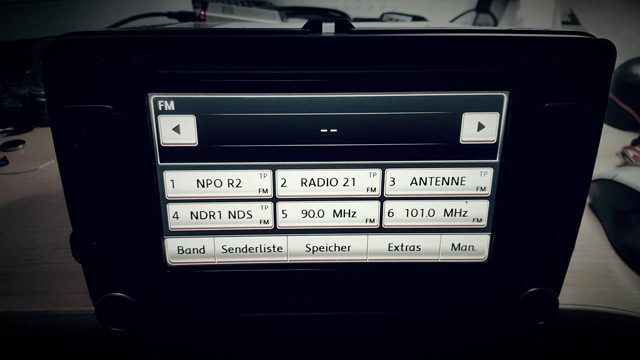 FM
--
1 NPO R2 TP FM
2 RADIO 21 TP FM
3 ANTENNE TP FM
4 NDR1 NDS TP FM
5 90.0 MHz FM
6 101.0 MHz FM
Band Senderliste Speicher Extras Man.